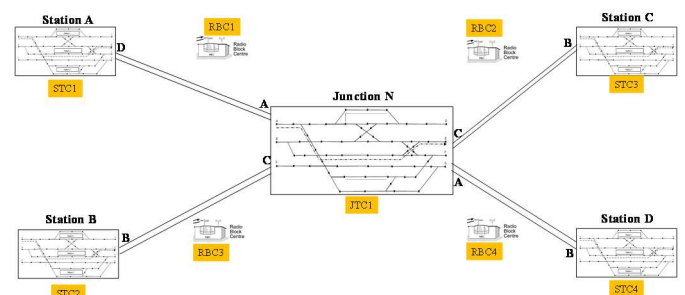 Station A
RBC1
Radio
Block
Centre
RBC2
Radio
Block
Centre
Station C
D
B
STC1
STC3
Junction N
A
C
C
A
JTC1
Station B
B
RBC3
Radio
Block
Centre
RBC4
Radio
Block
Centre
Station D
B
STC2
STC4